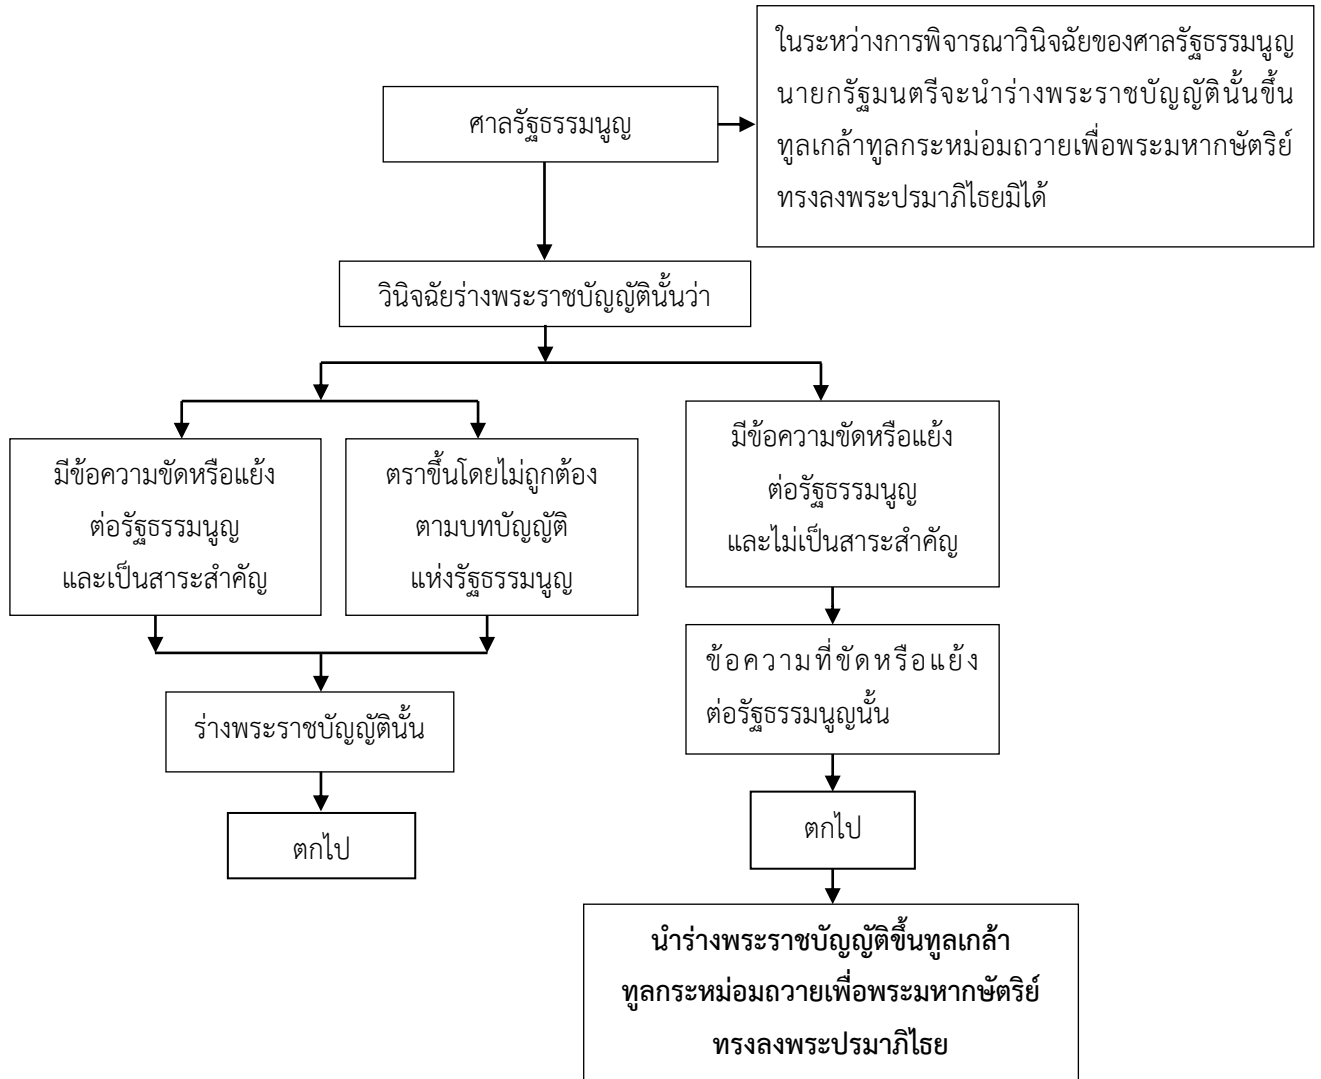 ศาลรัฐธรรมนูญ
ในระหว่างการพิจารณาวินิจฉัยของศาลรัฐธรรมนูญ
นายกรัฐมนตรีจะนำร่างพระราชบัญญัตินั้นขึ้น
ทูลเกล้าทูลกระหม่อมถวายเพื่อพระมหากษัตริย์
ทรงลงพระปรมาภิไธยมิได้
วินิจฉัยร่างพระราชบัญญัตินั้นว่า
มีข้อความขัดหรือแย้ง
ต่อรัฐธรรมนูญ
และเป็นสาระสำคัญ
ตราขึ้นโดยไม่ถูกต้อง
ตามบทบัญญัติ
แห่งรัฐธรรมนูญ
มีข้อความขัดหรือแย้ง
ต่อรัฐธรรมนูญ
และไม่เป็นสาระสำคัญ
ร่างพระราชบัญญัตินั้น
ตกไป
ข้อความที่ขัดหรือแย้ง
ต่อรัฐธรรมนูญนั้น
ตกไป
นำร่างพระราชบัญญัติขึ้นทูลเกล้า
ทูลกระหม่อมถวายเพื่อพระมหากษัตริย์
ทรงลงพระปรมาภิไธย